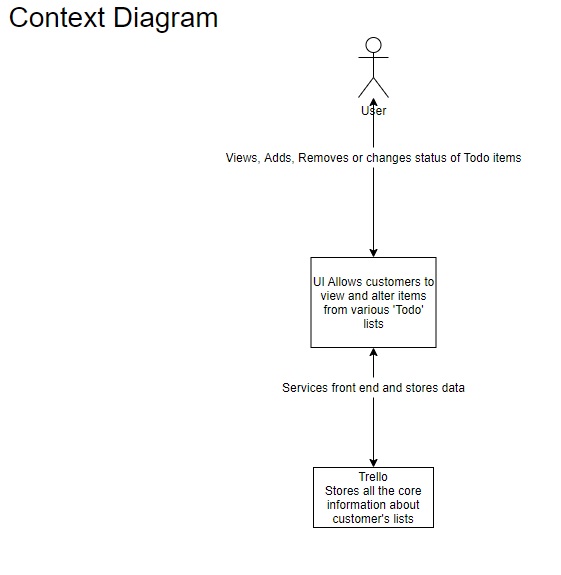 Context Diagram
User
Views, Adds, Removes or changes status of Todo items
UI Allows customers to
view and alter items
from various 'Todo'
lists
Services front end and stores data
Trello
Stores all the core
information about
customer's lists